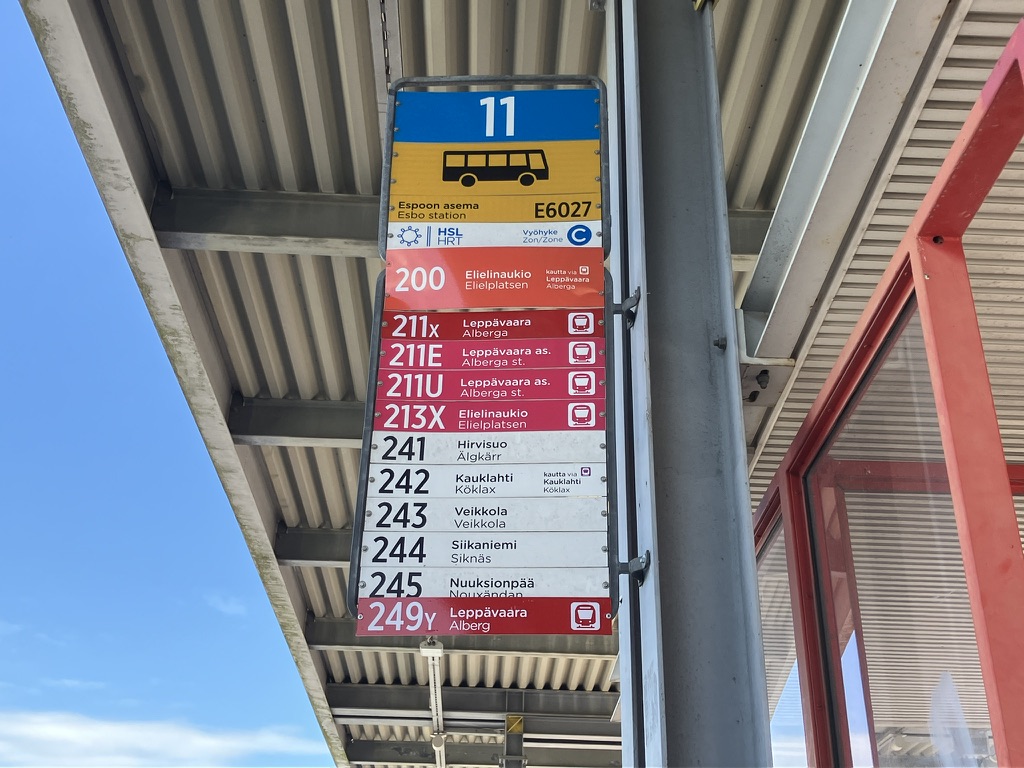 11
Espoon asema
Esbo station
E6027
HSL
HRT
Vyöhyke
Zon/Zone
C
200 Elielinaukio
Elielplatsen
kautta via
Leppävaara
Alberga
211x Leppävaara
Alberga
211E Leppävaara as.
Alberga st.
211U Leppävaara as.
Alberga st.
213X Elielinaukio
Elielplatsen
241 Hirvisuo
Älgkärr
242 Kauklahti
Köklax
kautta via
Kauklahti
Köklax
243 Veikkola
Veikkola
244 Siikaniemi
Siknäs
245 Nuuksionpää
Nouxändan
249Y Leppävaara
Alberg